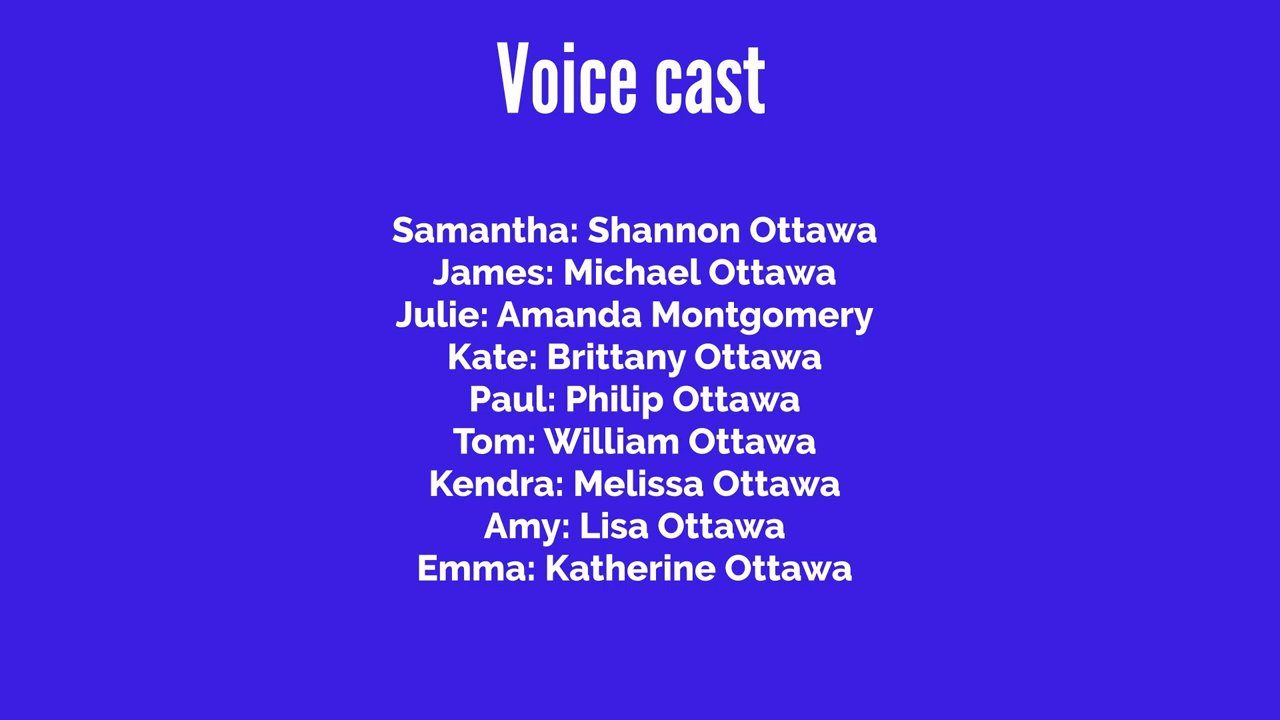 Voice cast
Samantha: Shannon Ottawa
James: Michael Ottawa
Julie: Amanda Montgomery
Kate: Brittany Ottawa
Paul: Philip Ottawa
Tom: William Ottawa
Kendra: Melissa Ottawa
Amy: Lisa Ottawa
Emma: Katherine Ottawa